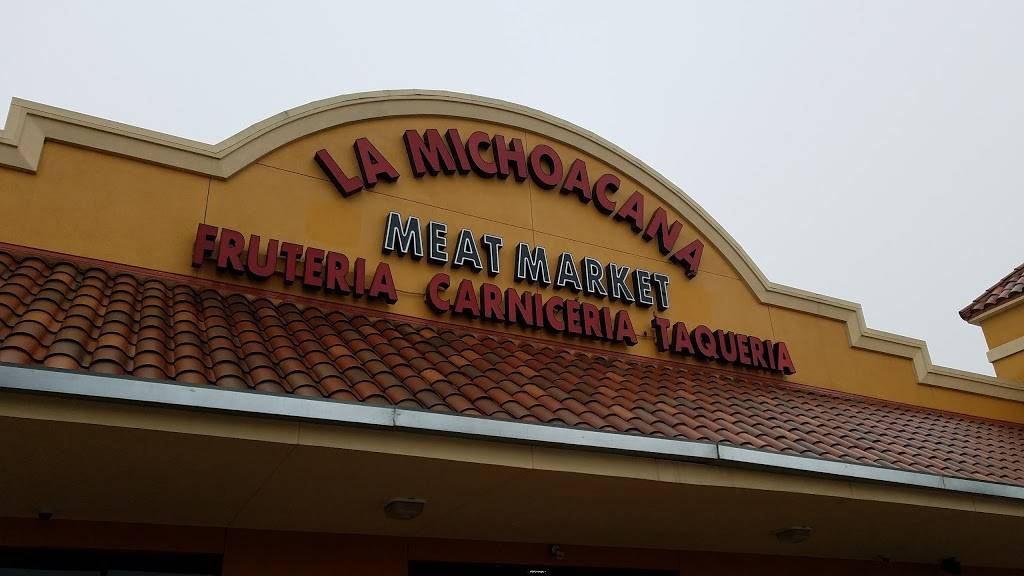 LA MICHOACANA
MEAT MARKET
FRUTERIA CARNICERIA TAQUERIA